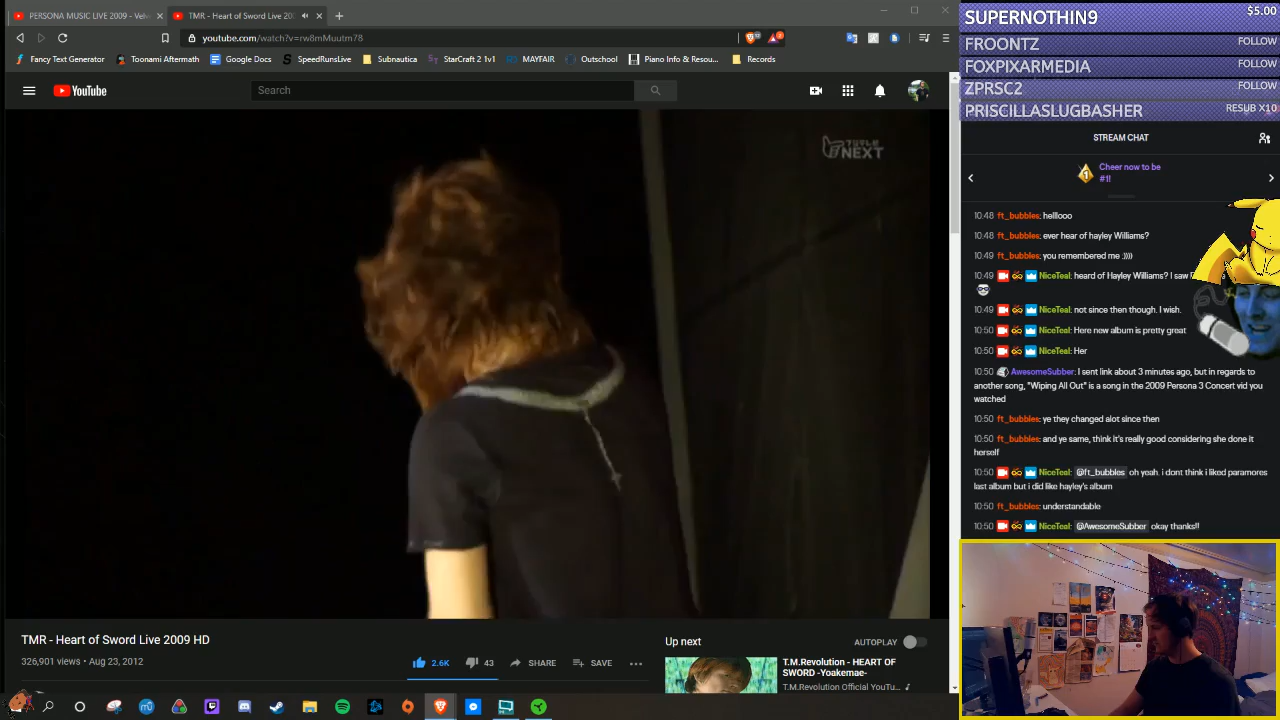 PERSONA MUSIC LIVE 2009 - Velv
TMR - Heart of Sword Live 200
youtube.com/watch?v=rw8mMuutm78
Fancy Text Generator
Toonami Aftermath
Google Docs
SpeedRunsLive
Subnautica
StarCraft 2 1v1
MAYFAIR
Outschool
Piano Info & Resou...
Records
YouTube
Search
NEXT
TMR - Heart of Sword Live 2009 HD
326,901 views • Aug 23, 2012
2.6K
43
SHARE
SAVE
Up next
AUTOPLAY
T.M.Revolution - HEART
OF SWORD -Yoakemae-
T.M.Revolution Official YouTu...
SUPERNOTHIN9 $5.00
FROONTZ FOLLOW
FOXPIXARMEDIA FOLLOW
ZPRSC2 FOLLOW
PRISCILLASLUGBASHER RESUB X10
STREAM CHAT
Cheer now to be
#1!
10:48 ft_bubbles: helllooo
10:48 ft_bubbles: ever hear of hayley Williams?
10:49 ft_bubbles: you remembered me :))))
10:49 NiceTeal: heard of Hayley Williams? I saw
10:49 NiceTeal: not since then though. I wish.
10:50 NiceTeal: Here new album is pretty great
10:50 NiceTeal: Her
10:50 AwesomeSubber: I sent link about 3 minutes ago, but in regards to
another song, "Wiping All Out" is a song in the 2009 Persona 3 Concert vid you
watched
10:50 ft_bubbles: ye they changed alot since then
10:50 ft_bubbles: and ye same, think it's really good considering she done it
herself
10:50 NiceTeal: @ft_bubbles oh yeah. i dont think i liked paramores
last album but i did like hayley's album
10:50 ft_bubbles: understandable
10:50 NiceTeal: @AwesomeSubber okay thanks!!